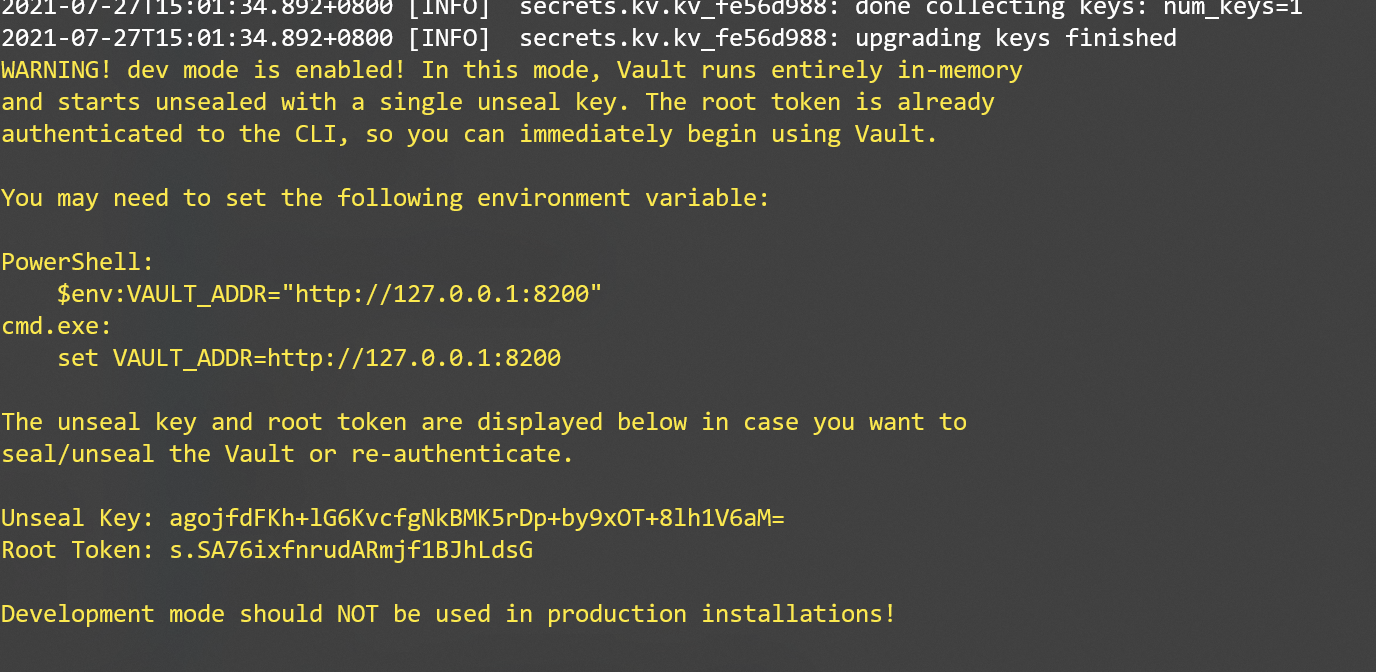 2021-07-27T15:01:34.892+0800 [INFO]  secrets.kv.kv_fe56d988: done collecting keys: num_keys=1
2021-07-27T15:01:34.892+0800 [INFO]  secrets.kv.kv_fe56d988: upgrading keys finished
WARNING! dev mode is enabled! In this mode, Vault runs entirely in-memory
and starts unsealed with a single unseal key. The root token is already
authenticated to the CLI, so you can immediately begin using Vault.
You may need to set the following environment variable:
PowerShell:
    $env:VAULT_ADDR="http://127.0.0.1:8200"
cmd.exe:
    set VAULT_ADDR=http://127.0.0.1:8200
The unseal key and root token are displayed below in case you want to
seal/unseal the Vault or re-authenticate.
Unseal Key: agojfdFKh+lG6KvcfgNkBMK5rDp+by9xOT+8lh1V6aM=
Root Token: s.SA76ixfnrudARmjf1BJhLdsG
Development mode should NOT be used in production installations!